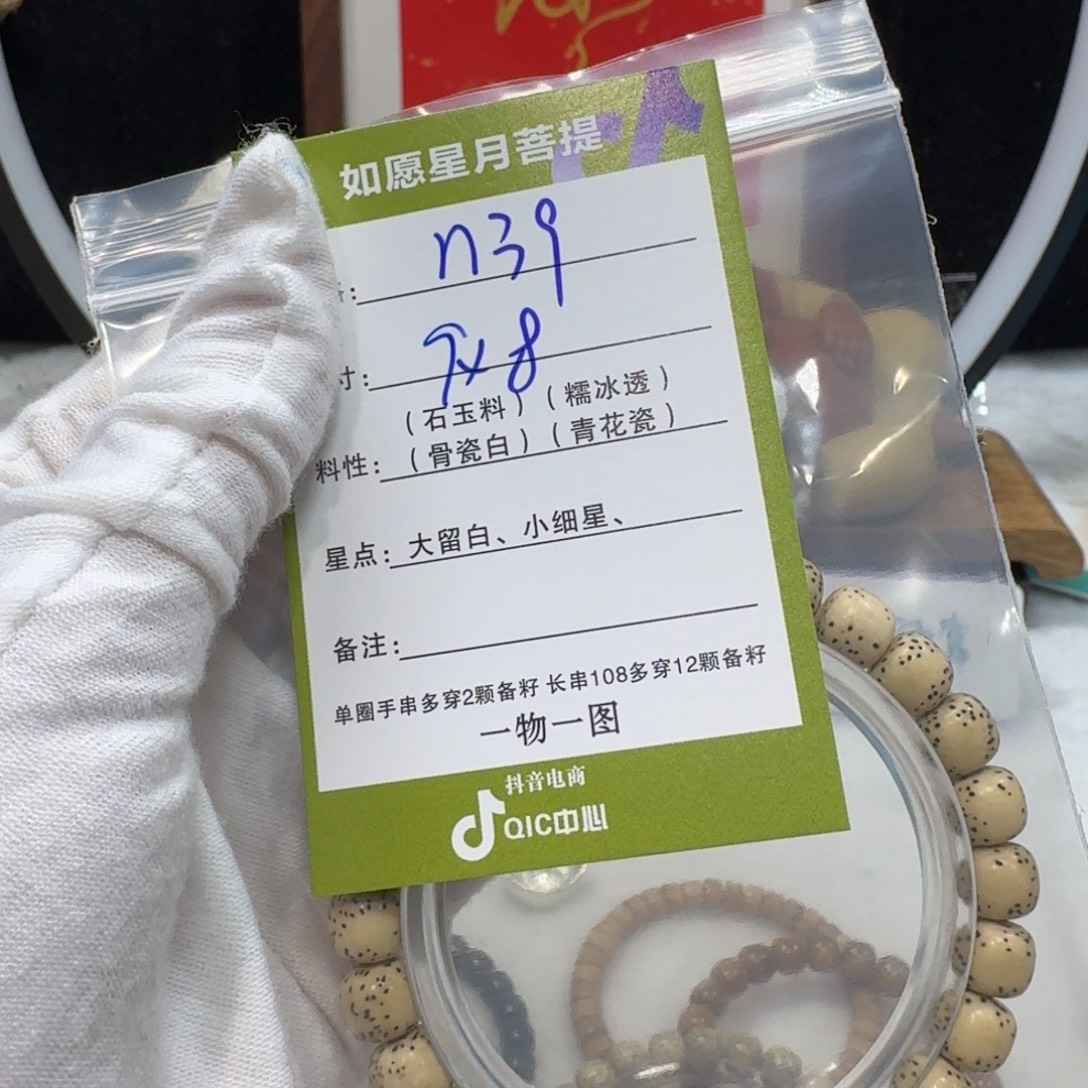 如愿星月菩提
n39
寸: 9x8
(石玉料) (糯冰透)
料性: (骨瓷白) (青花瓷)
星点: 大留白、小细星、
备注:
单圈手串多穿2颗备籽 长串108多穿12颗备籽
一物一图
抖音电商
QIC中心